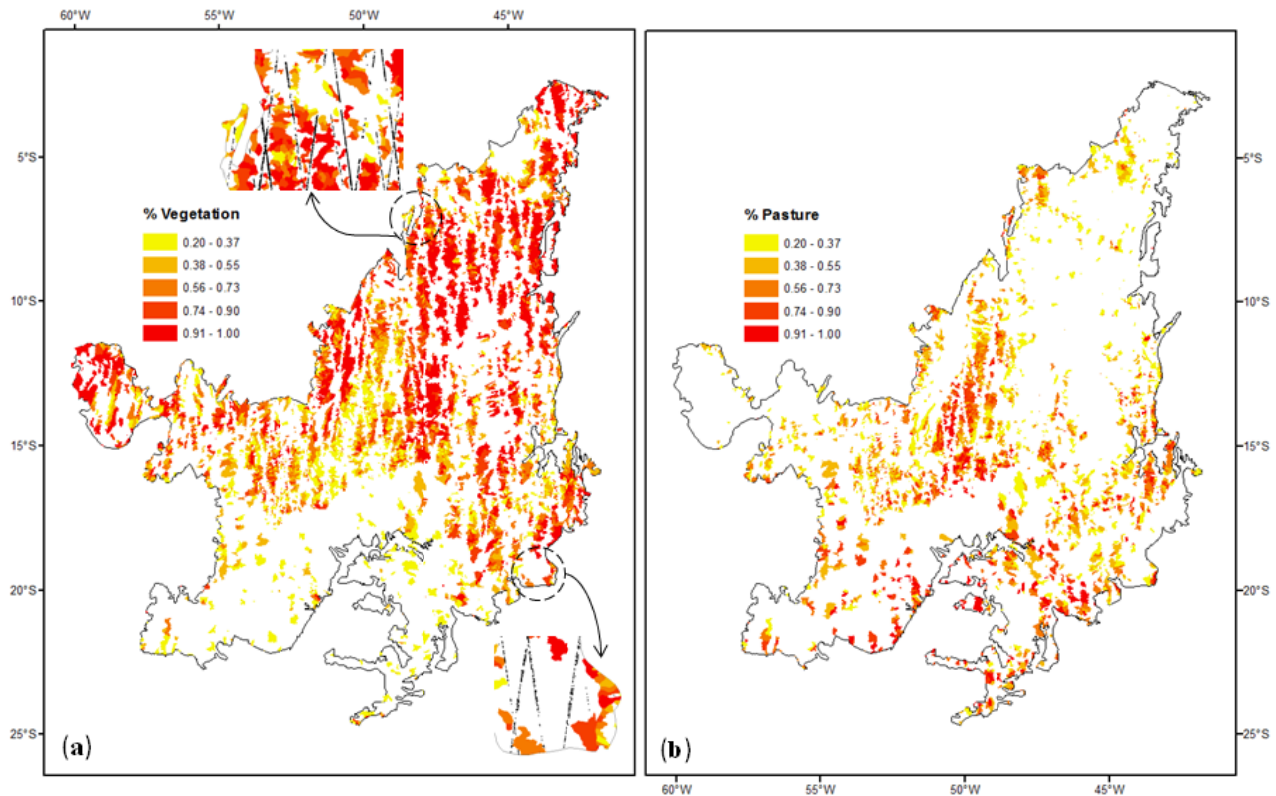 60°W 55°W 50°W 45°W
5°S
10°S
15°S
20°S
25°S
% Vegetation
0.20 - 0.37
0.38 - 0.55
0.56 - 0.73
0.74 - 0.90
0.91 - 1.00
(a)
% Pasture
0.20 - 0.37
0.38 - 0.55
0.56 - 0.73
0.74 - 0.90
0.91 - 1.00
(b)
5°S
10°S
15°S
20°S
25°S
60°W 55°W 50°W 45°W